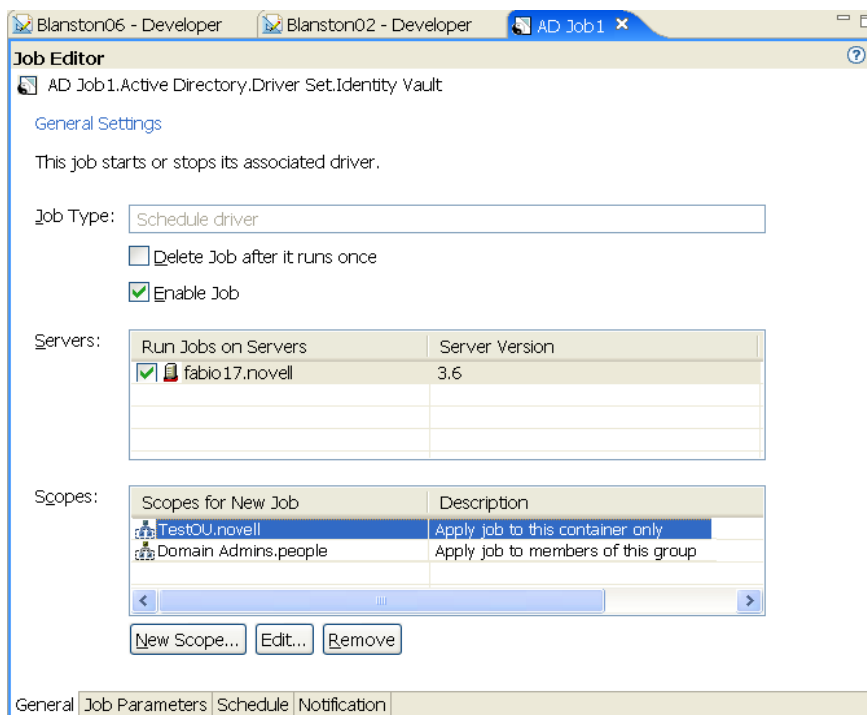 Blanston06 - Developer Blanston02 - Developer AD Job1
Job Editor
AD Job1.Active Directory.Driver Set.Identity Vault
General Settings
This job starts or stops its associated driver.
Job Type: Schedule driver
Delete Job after it runs once
Enable Job
Servers: Run Jobs on Servers Server Version
fabio17.novell 3.6
Scopes: Scopes for New Job Description
TestOU.novell Apply job to this container only
Domain Admins.people Apply job to members of this group
New Scope... Edit... Remove
General Job Parameters Schedule Notification